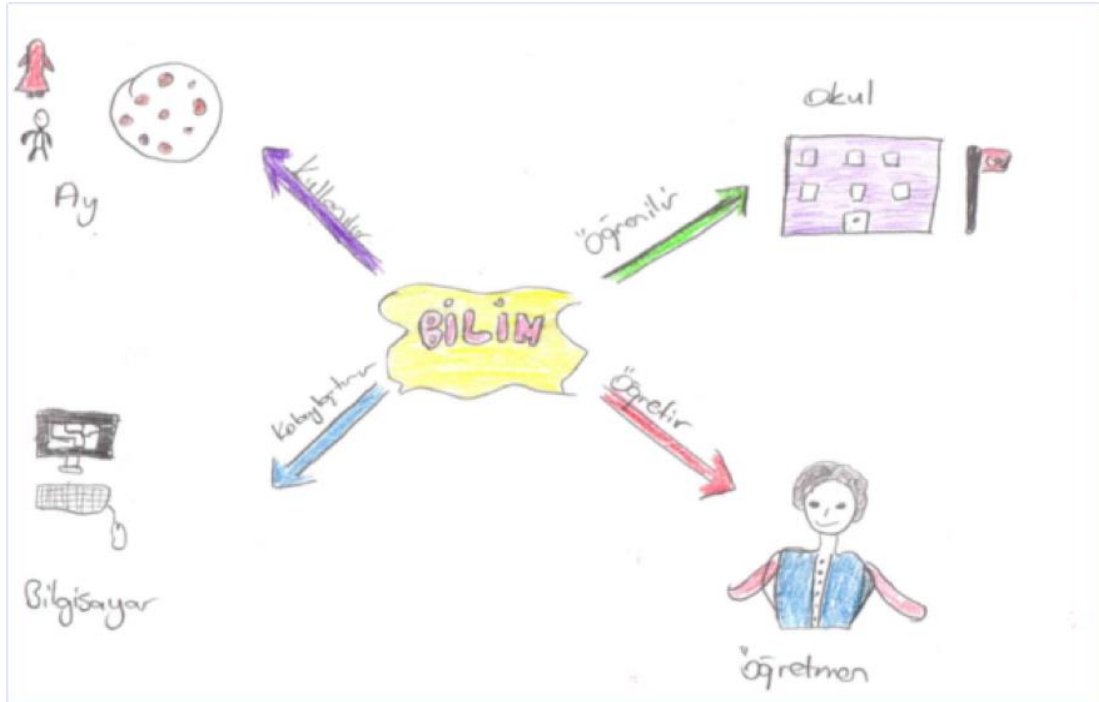 Ay
Kullanılır
Okul
Öğrenilir
BİLİM
Kolaylaştırır
Bilgisayar
Öğretir
Öğretmen